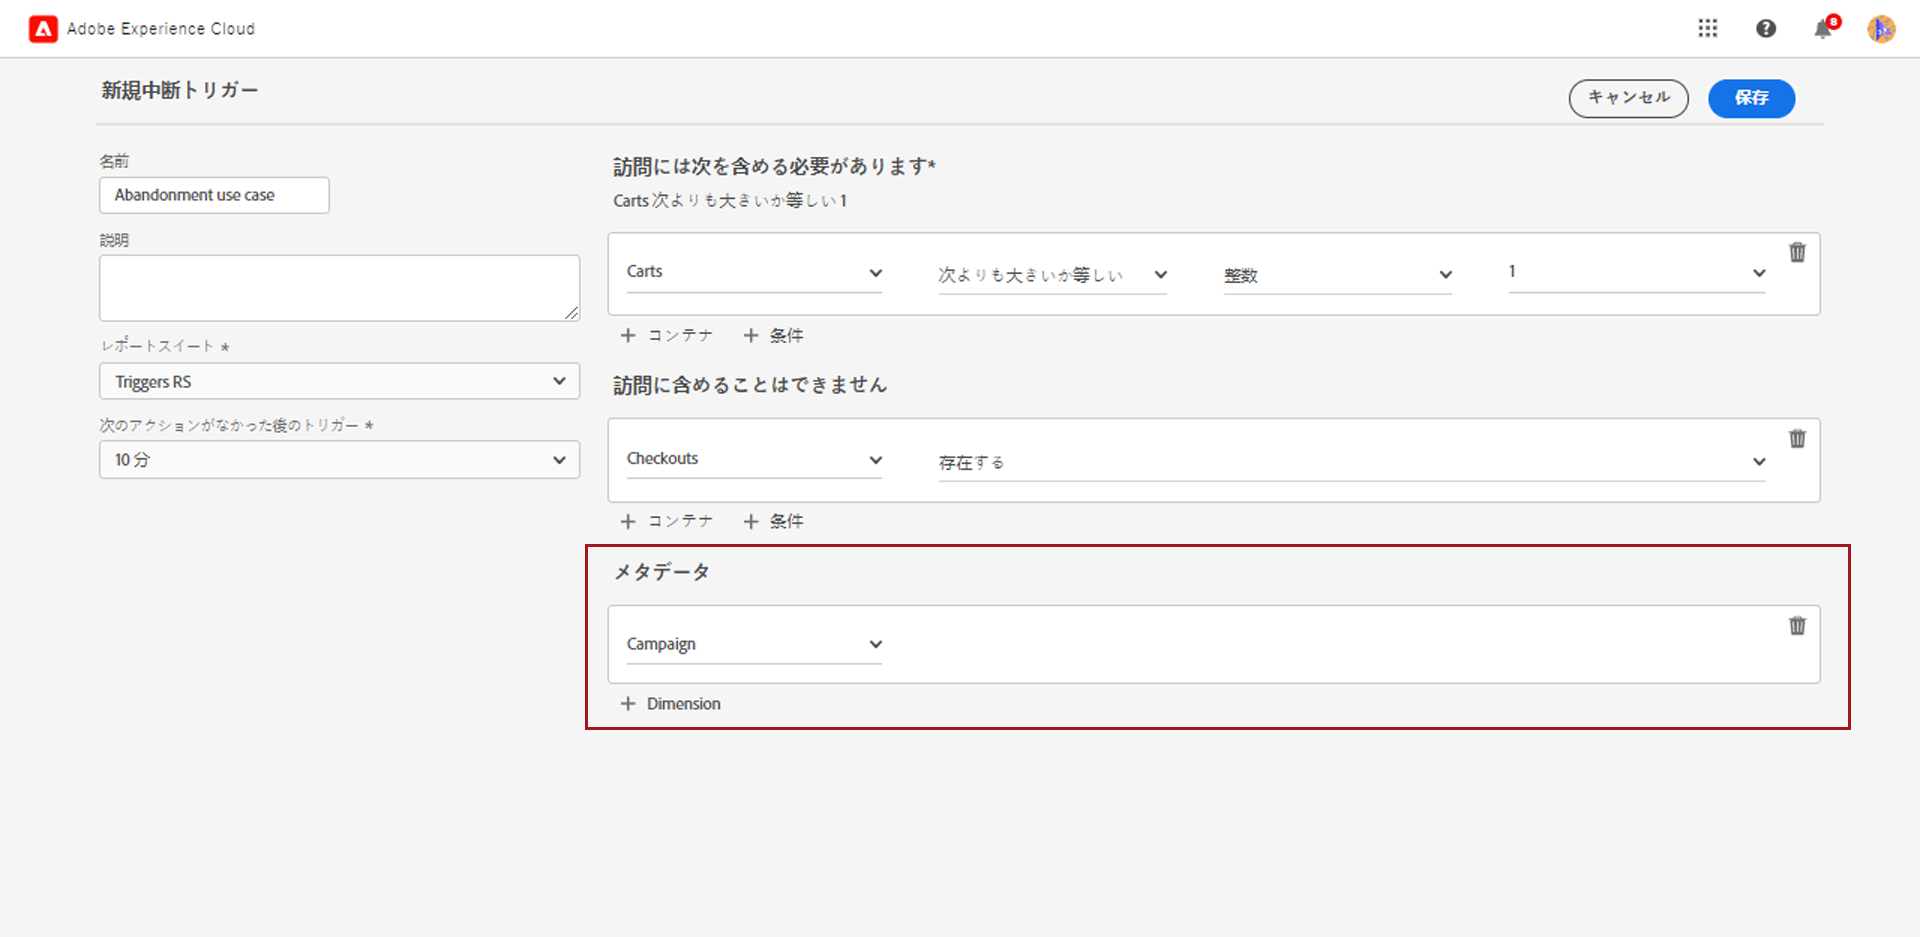 Adobe Experience Cloud
8
新規中断トリガー
キャンセル
保存
名前
Abandonment use case
説明
レポートスイート *
Triggers RS
次のアクションがなかった後のトリガー *
10 分
訪問には次を含める必要があります*
Carts 次よりも大きいか等しい 1
Carts
次よりも大きいか等しい
整数
1
+ コンテナ
+ 条件
訪問に含めることはできません
Checkouts
存在する
+ コンテナ
+ 条件
メタデータ
Campaign
+ Dimension